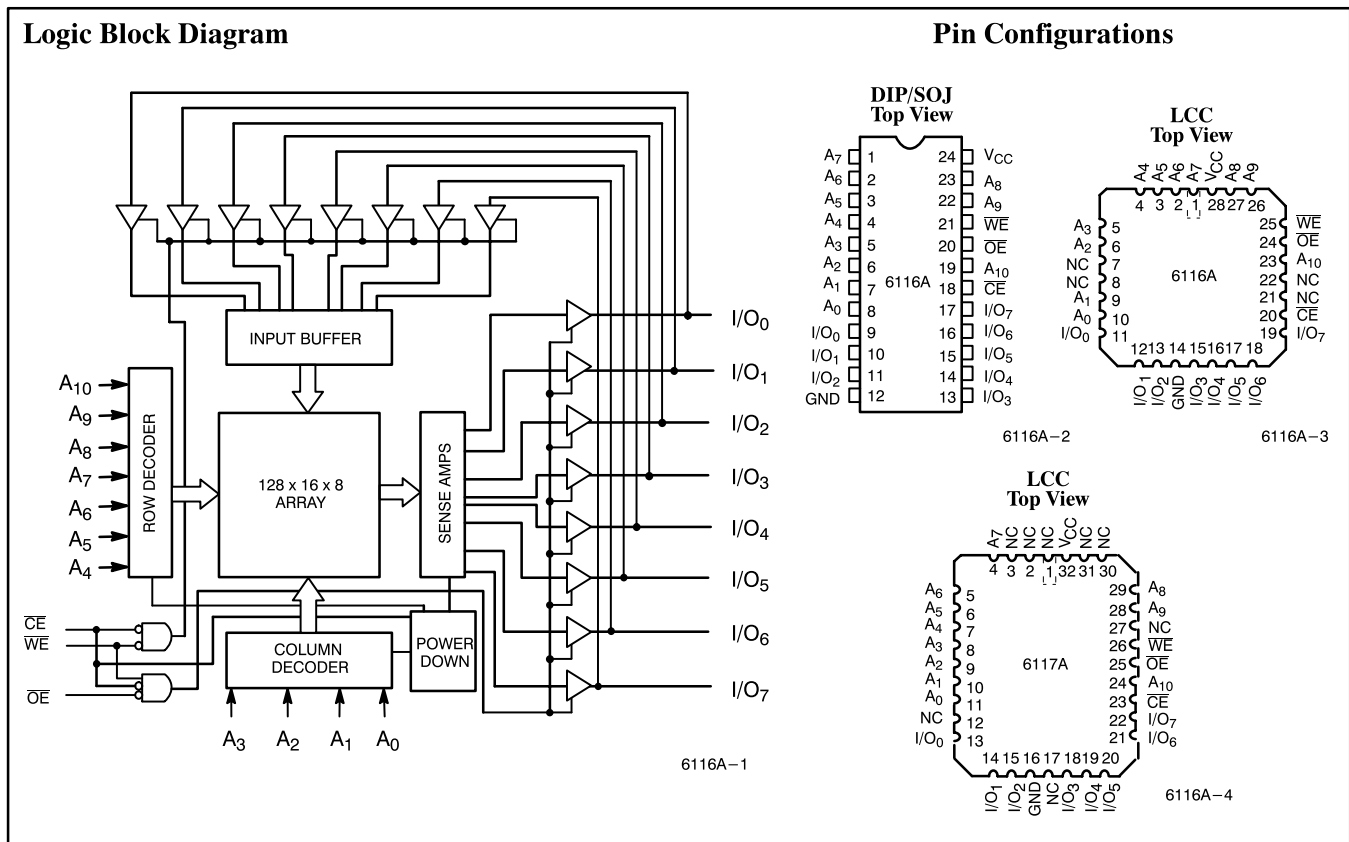 Logic Block Diagram
INPUT BUFFER
A10
A9
A8
A7
A6
A5
A4
ROW DECODER
128 x 16 x 8
ARRAY
SENSE AMPS
I/O0
I/O1
I/O2
I/O3
I/O4
I/O5
I/O6
I/O7
CE
WE
OE
COLUMN
DECODER
POWER
DOWN
A3 A2 A1 A0
6116A−1
Pin Configurations
DIP/SOJ
Top View
A7 1 24 VCC
A6 2 23 A8
A5 3 22 A9
A4 4 21 WE
A3 5 20 OE
A2 6 19 A10
6116A
A1 7 18 CE
A0 8 17 I/O7
I/O0 9 16 I/O6
I/O1 10 15 I/O5
I/O2 11 14 I/O4
GND 12 13 I/O3
6116A−2
LCC
Top View
A4 A5 A6 A7 VCC A8 A9
4 3 2 1 28 27 26
A3 5 25 WE
A2 6 24 OE
NC 7 23 A10
6116A
NC 8 22 NC
A1 9 21 NC
A0 10 20 CE
I/O0 11 19 I/O7
12 13 14 15 16 17 18
I/O1 I/O2 GND I/O3 I/O4 I/O5 I/O6
6116A−3
LCC
Top View
A7 NC NC NC VCC NC NC
4 3 2 1 32 31 30
A6 5 29 A8
A5 6 28 A9
A4 7 27 NC
A3 8 26 WE
6117A
A2 9 25 OE
A1 10 24 A10
A0 11 23 CE
NC 12 22 I/O7
I/O0 13 21 I/O6
14 15 16 17 18 19 20
I/O1 I/O2 GND NC I/O3 I/O4 I/O5
6116A−4